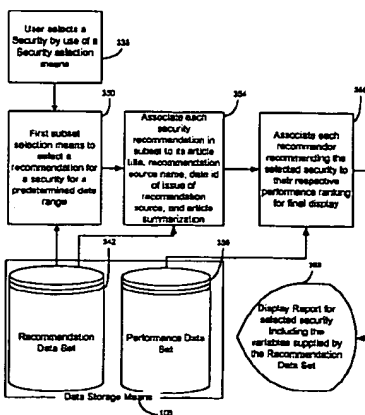 User selects a
Security by use of a
Security selection
means
338
350
First subset
selection means to
select a
recommendation for
a security for a
predetermined date
range
354
Associate each
security
recommendation in
subset to its article
title, recommendation
source name, date id
of issue of
recommendation
source, and article
summarization
Associate each
recommendor
recommending the
selected security to
their respective
performance ranking
for final display
342
Recommendation
Data Set
Performance Data
Set
Data Storage Means
Display Report for
selected security
including the
variables supplied by
the Recommendation
Data Set